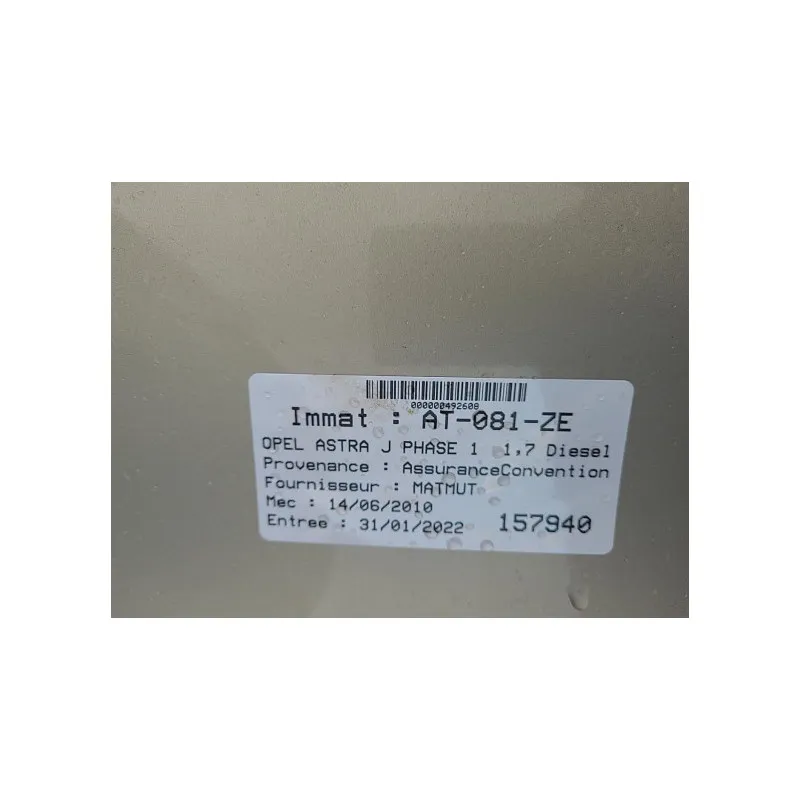 000000492608
Immat : AT-081-ZE
OPEL ASTRA J PHASE 1 1,7 Diesel
Provenance : AssuranceConvention
Fournisseur : MATMUT
Mec : 14/06/2010
Entree : 31/01/2022 157940